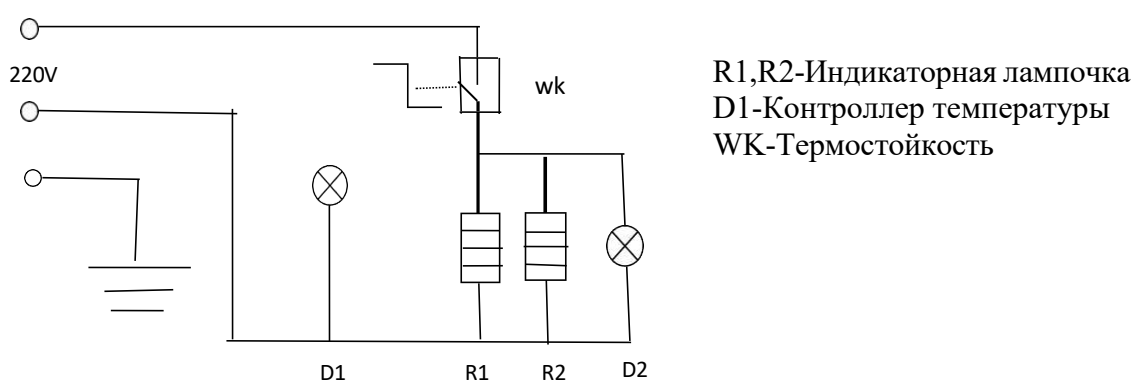 220V
wk
R1,R2-Индикаторная лампочка
D1-Контроллер температуры
WK-Термостойкость
D1 R1 R2 D2